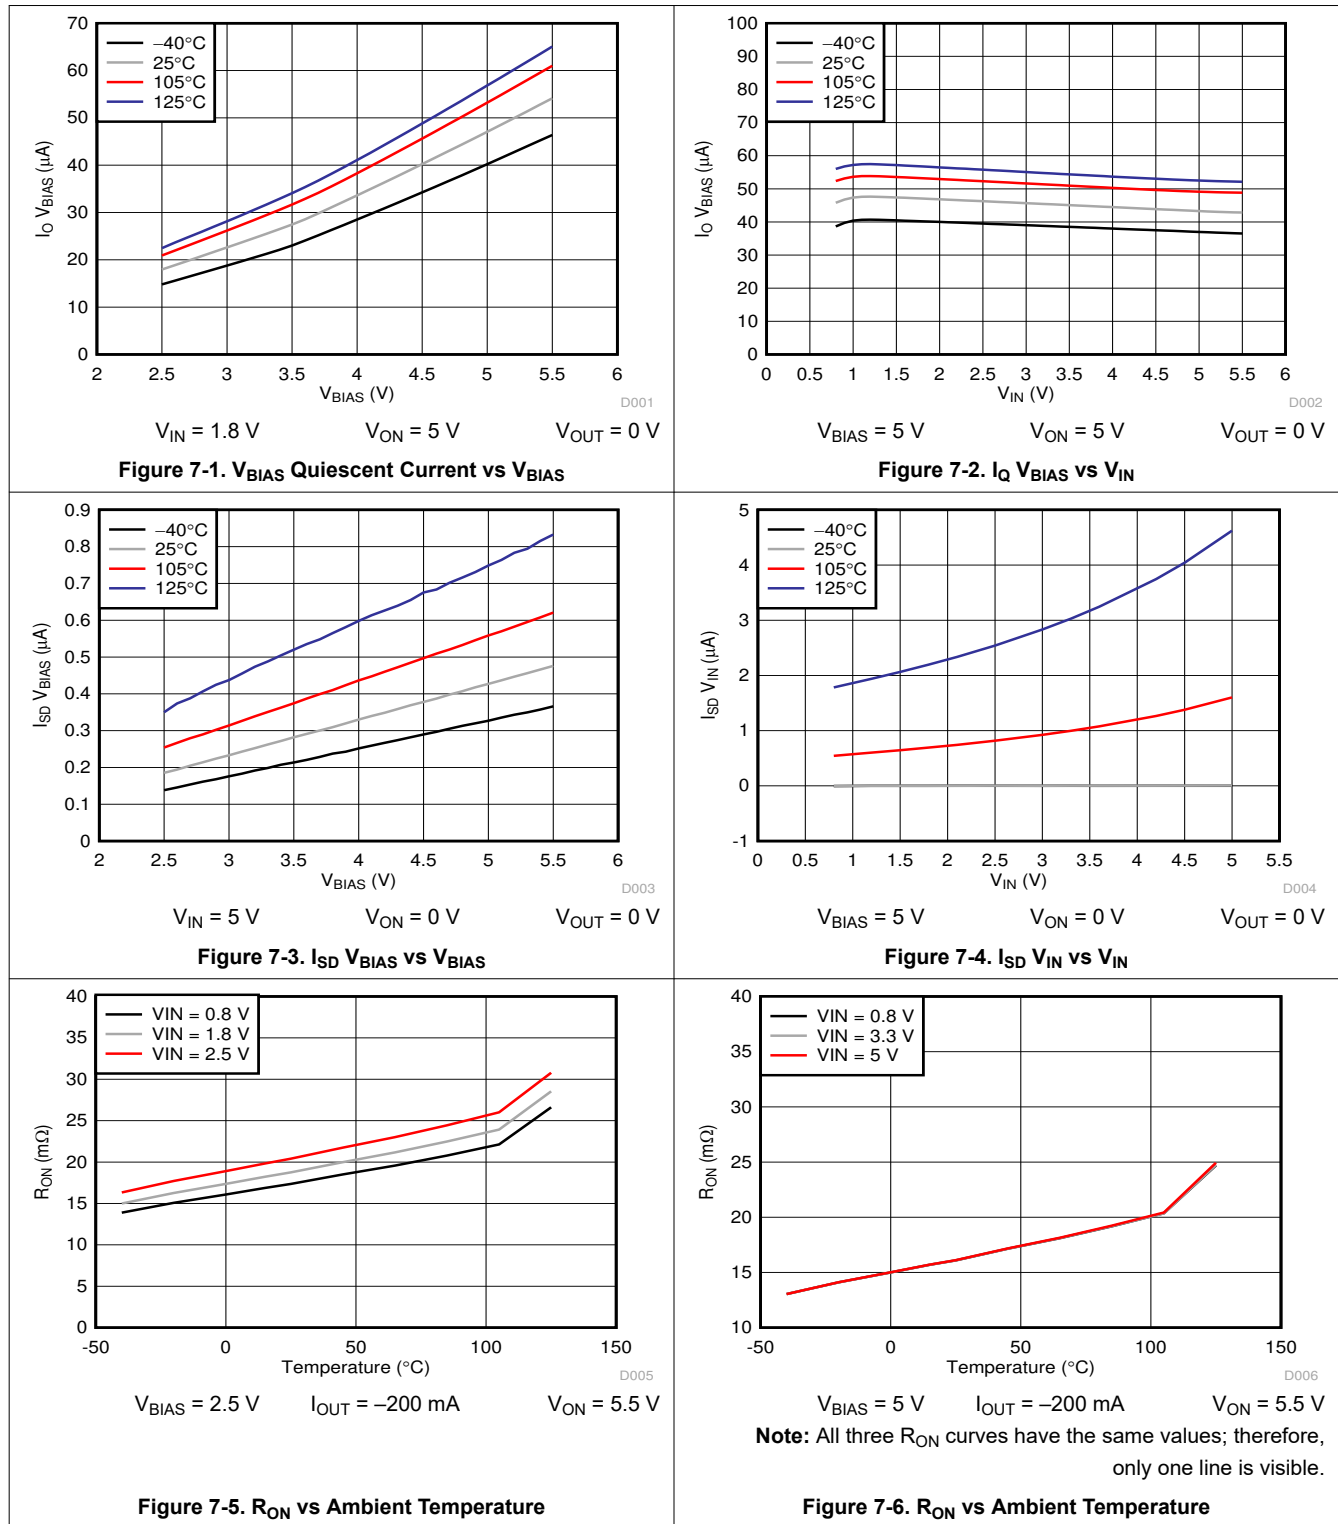 70
60
50
40
30
20
10
0
2 2.5 3 3.5 4 4.5 5 5.5 6
IO VBIAS (μA)
–40°C
25°C
105°C
125°C
VBIAS (V)
D001
VIN = 1.8 V VON = 5 V VOUT = 0 V
Figure 7-1. VBIAS Quiescent Current vs VBIAS
100
90
80
70
60
50
40
30
20
10
0
0 0.5 1 1.5 2 2.5 3 3.5 4 4.5 5 5.5 6
IO VBIAS (μA)
–40°C
25°C
105°C
125°C
VIN (V)
D002
VBIAS = 5 V VON = 5 V VOUT = 0 V
Figure 7-2. IQ VBIAS vs VIN
0.9
0.8
0.7
0.6
0.5
0.4
0.3
0.2
0.1
0
2 2.5 3 3.5 4 4.5 5 5.5 6
ISD VBIAS (μA)
–40°C
25°C
105°C
125°C
VBIAS (V)
D003
VIN = 5 V VON = 0 V VOUT = 0 V
Figure 7-3. ISD VBIAS vs VBIAS
5
4
3
2
1
0
-1
0 0.5 1 1.5 2 2.5 3 3.5 4 4.5 5 5.5
ISD VIN (μA)
–40°C
25°C
105°C
125°C
VIN (V)
D004
VBIAS = 5 V VON = 0 V VOUT = 0 V
Figure 7-4. ISD VIN vs VIN
40
35
30
25
20
15
10
5
0
-50 0 50 100 150
RON (mΩ)
VIN = 0.8 V
VIN = 1.8 V
VIN = 2.5 V
Temperature (°C)
D005
VBIAS = 2.5 V IOUT = –200 mA VON = 5.5 V
Figure 7-5. RON vs Ambient Temperature
40
35
30
25
20
15
10
-50 0 50 100 150
RON (mΩ)
VIN = 0.8 V
VIN = 3.3 V
VIN = 5 V
Temperature (°C)
D006
VBIAS = 5 V IOUT = –200 mA VON = 5.5 V
Note: All three RON curves have the same values; therefore,
only one line is visible.
Figure 7-6. RON vs Ambient Temperature